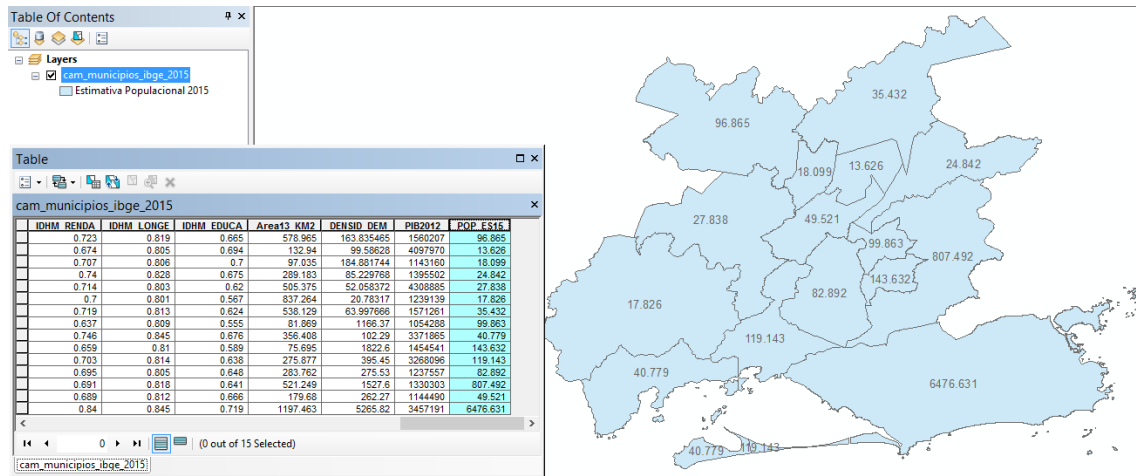 Table Of Contents
Layers
cam_municipios_ibge_2015
Estimativa Populacional 2015
Table
cam_municipios_ibge_2015
IDHM_RENDA IDHM_LONGE IDHM_EDUCA Area13_KM2 DENSID_DEM PIB2012 POP_ES15
0.723 0.819 0.665 578.965 163.835465 1560207 96.865
0.674 0.805 0.694 132.94 99.58628 4097970 13.626
0.707 0.806 0.7 97.035 184.881744 1143160 18.099
0.74 0.828 0.675 289.183 85.229768 1395502 24.842
0.714 0.803 0.62 505.375 52.058372 4308885 27.838
0.7 0.801 0.567 837.264 20.78317 1239139 17.826
0.719 0.813 0.624 538.129 63.997666 1571261 35.432
0.637 0.809 0.555 81.869 1166.37 1054288 99.863
0.746 0.845 0.676 356.408 102.29 3371865 40.779
0.659 0.81 0.589 75.695 1822.6 1454541 143.632
0.703 0.814 0.638 275.877 395.45 3268096 119.143
0.695 0.805 0.648 283.762 275.53 1237557 82.892
0.691 0.818 0.641 521.249 1527.6 1330303 807.492
0.689 0.812 0.666 179.68 262.27 1144490 49.521
0.84 0.845 0.719 1197.463 5265.82 3457191 6476.631
0 (0 out of 15 Selected)
cam_municipios_ibge_2015
35.432
96.865
13.626
24.842
18.099
27.838
49.521
99.863
807.492
143.632
82.892
17.826
119.143
40.779
6476.631
40.779
119.143